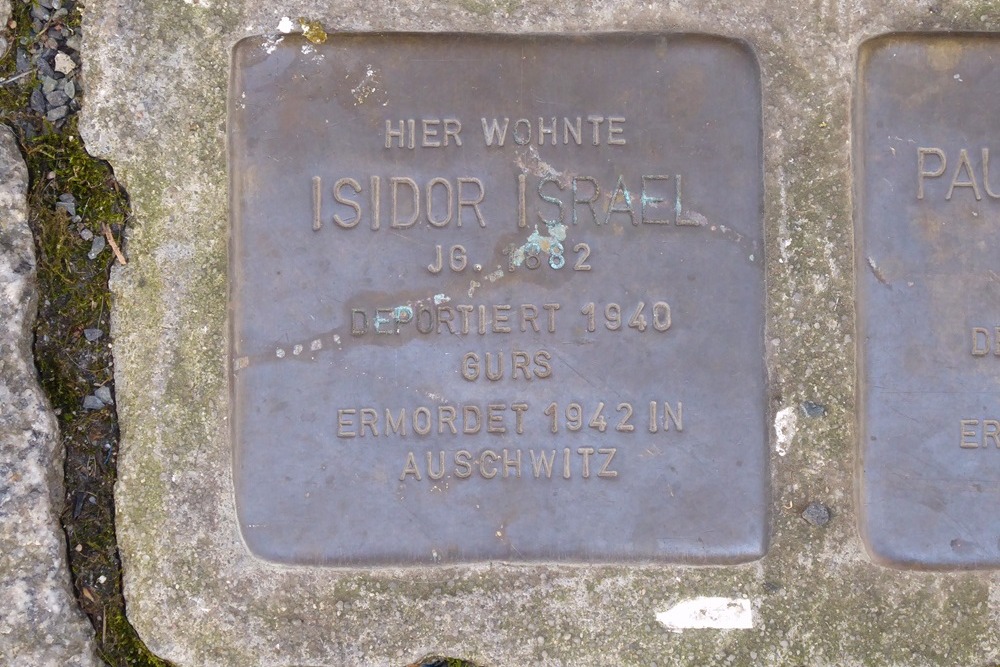 HIER WOHNTE
ISIDOR ISRAEL
JG. 1882
DEPORTIERT 1940
GURS
ERMORDET 1942 IN
AUSCHWITZ